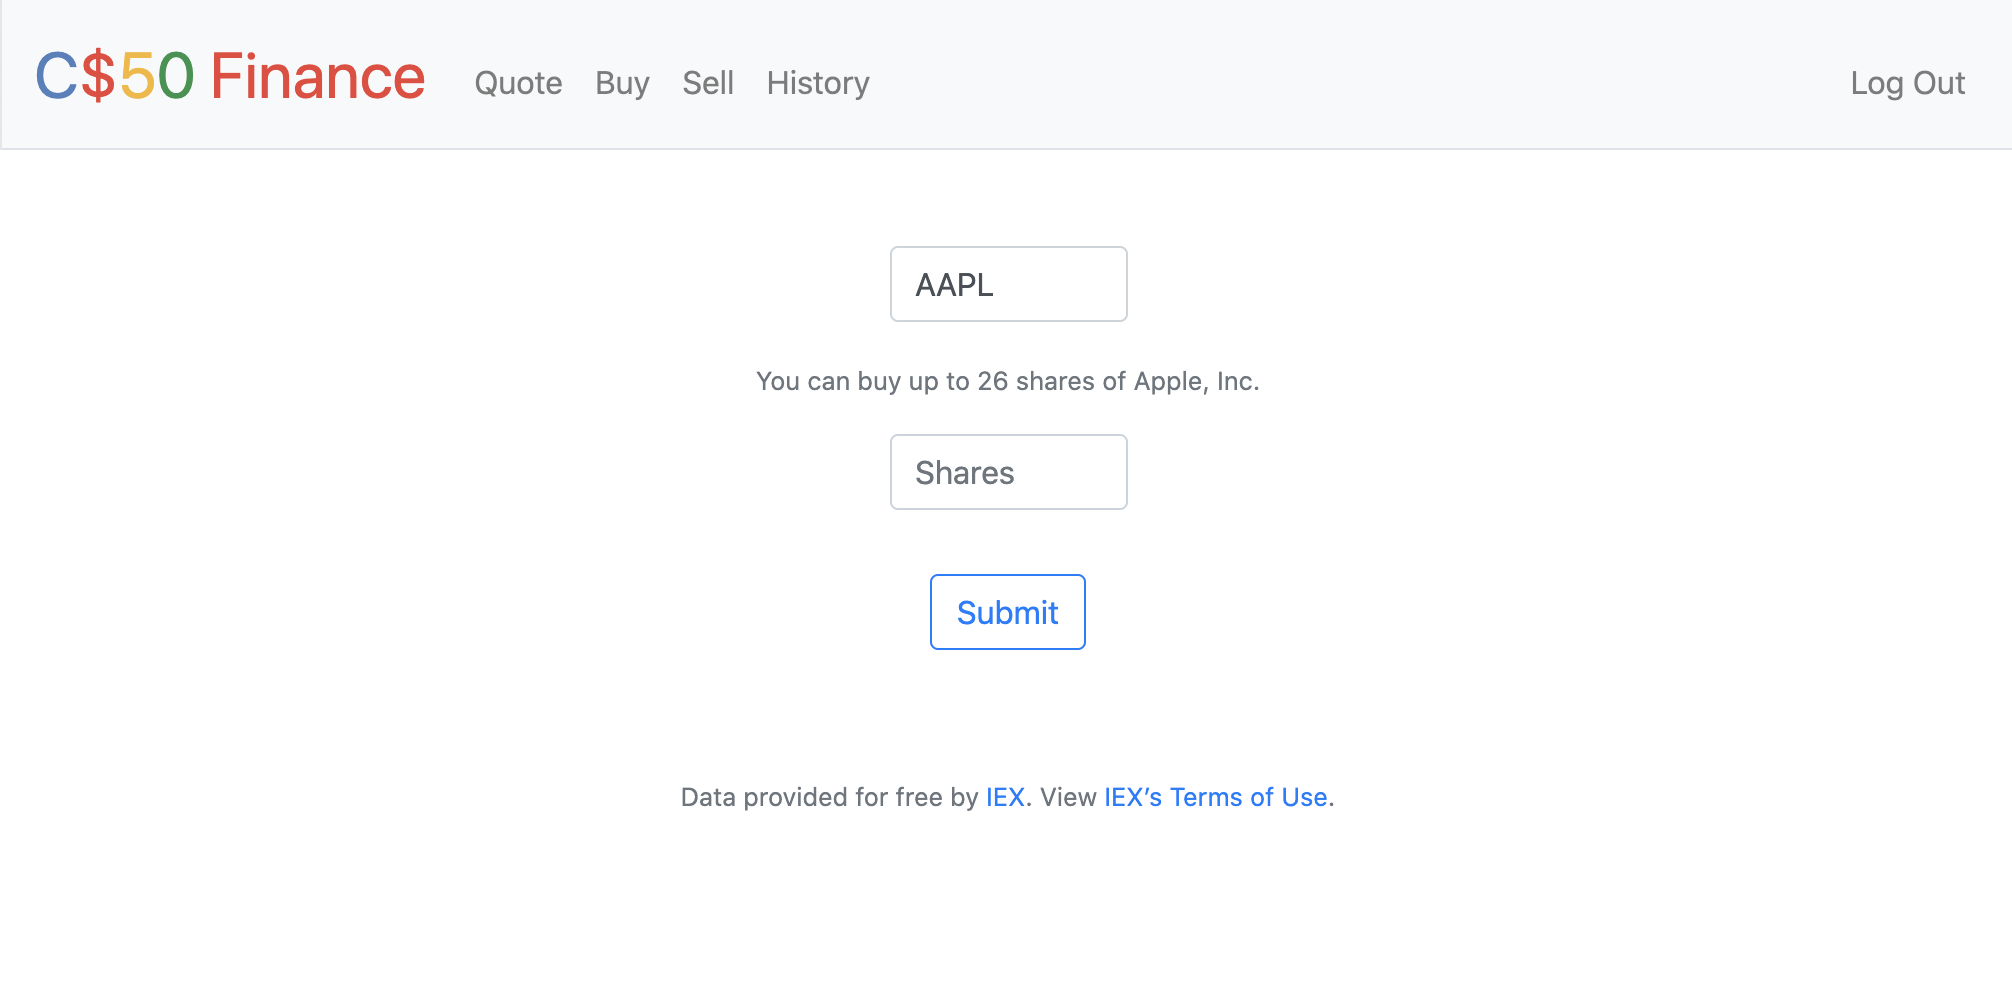 C$50 Finance Quote Buy Sell History Log Out
AAPL
You can buy up to 26 shares of Apple, Inc.
Shares
Submit
Data provided for free by IEX. View IEX’s Terms of Use.